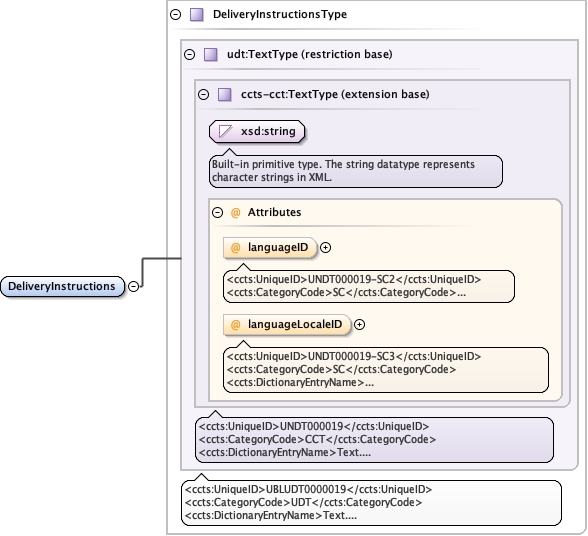 DeliveryInstructionsType
udt:TextType (restriction base)
ccts-cct:TextType (extension base)
xsd:string
Built-in primitive type. The string datatype represents
character strings in XML.
@ Attributes
@ languageID
<ccts:UniqueID>UNDT000019-SC2</ccts:UniqueID>
<ccts:CategoryCode>SC</ccts:CategoryCode>...
DeliveryInstructions
@ languageLocaleID
<ccts:UniqueID>UNDT000019-SC3</ccts:UniqueID>
<ccts:CategoryCode>SC</ccts:CategoryCode>
<ccts:DictionaryEntryName>...
<ccts:UniqueID>UNDT000019</ccts:UniqueID>
<ccts:CategoryCode>CCT</ccts:CategoryCode>
<ccts:DictionaryEntryName>Text....
<ccts:UniqueID>UBLUDT0000019</ccts:UniqueID>
<ccts:CategoryCode>UDT</ccts:CategoryCode>
<ccts:DictionaryEntryName>Text....